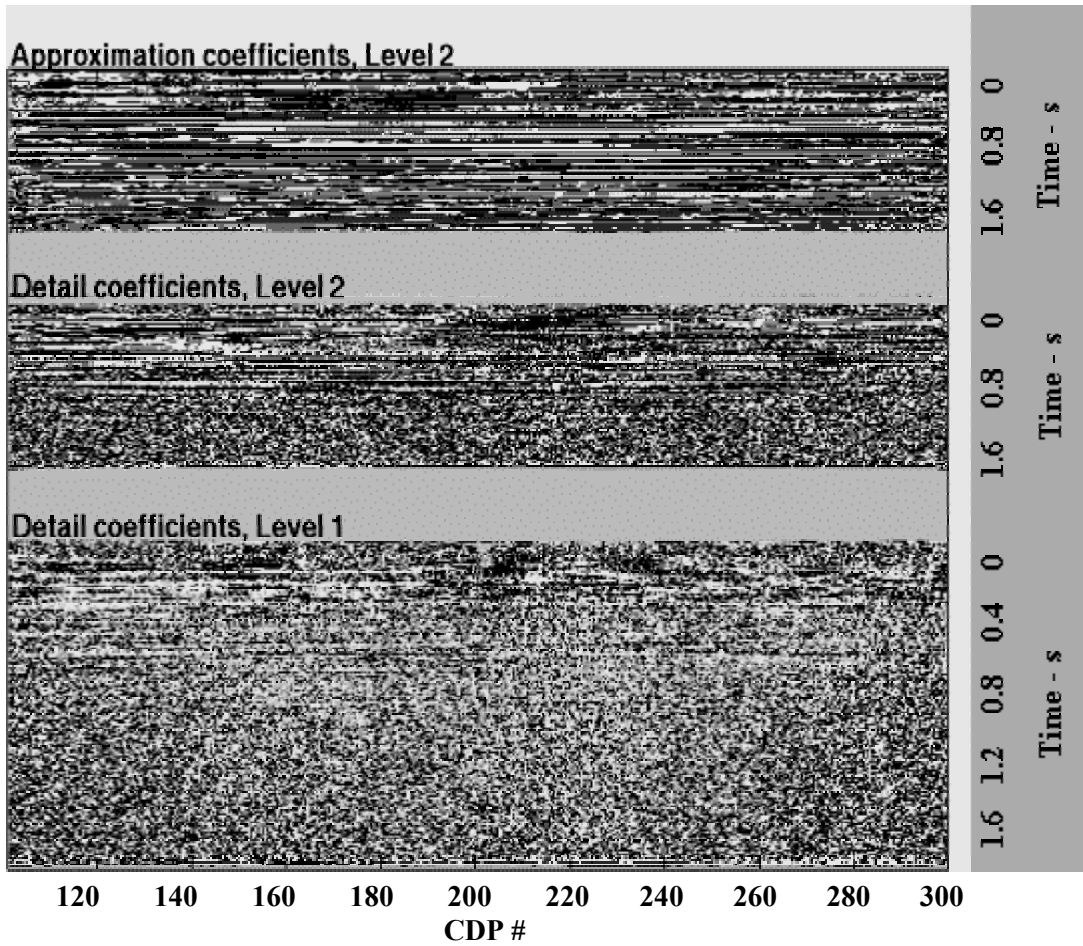 Approximation coefficients, Level 2
0
0.8
1.6
Time - s
Detail coefficients, Level 2
0
0.8
1.6
Time - s
Detail coefficients, Level 1
0
0.4
0.8
1.2
1.6
Time - s
120 140 160 180 200 220 240 260 280 300
CDP #